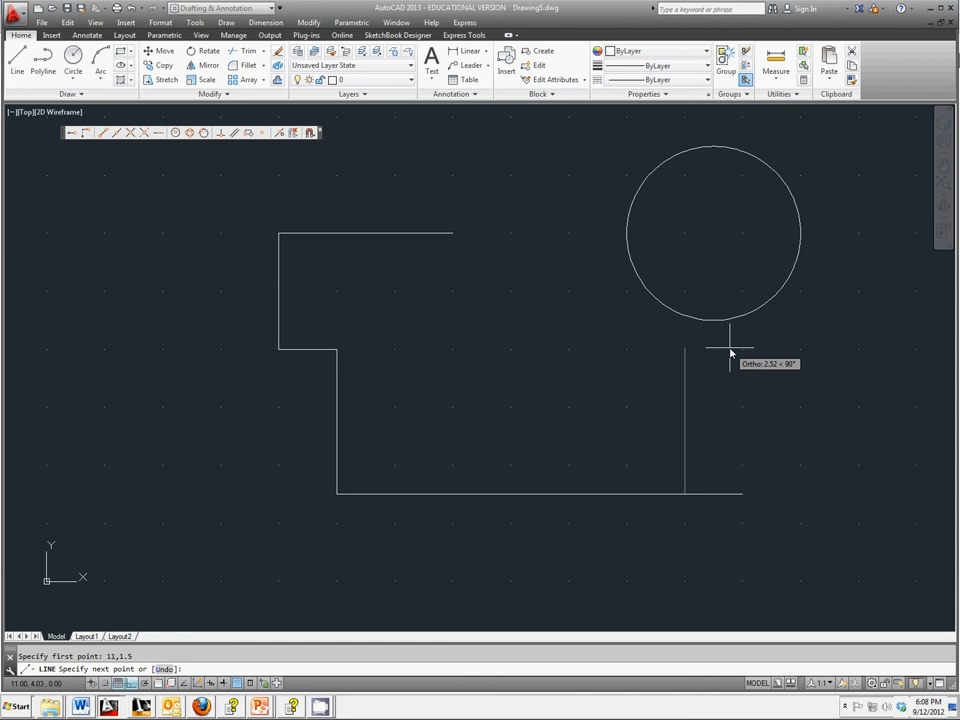 AutoCAD 2013 - EDUCATIONAL VERSION Drawing5.dwg
Drafting & Annotation
Type a keyword or phrase
Sign In
File Edit View Insert Format Tools Draw Dimension Modify Parametric Window Help Express
Home Insert Annotate Layout Parametric View Manage Output Plug-ins Online SketchBook Designer Express Tools
Line Polyline Circle Arc
Move Rotate Trim
Copy Mirror Fillet
Stretch Scale Array
Unsaved Layer State
0
Text
Linear
Leader
Table
Insert
Create
Edit
Edit Attributes
ByLayer
ByLayer
ByLayer
Group
Measure
Paste
Draw Modify Layers Annotation Block Properties Groups Utilities Clipboard
[−][Top][2D Wireframe]
Ortho: 2.52 < 90°
Y
X
Model Layout1 Layout2
Specify first point: 11,1.5
LINE Specify next point or [Undo]:
11.00, 4.03, 0.00
MODEL
1:1
Start
6:08 PM
9/12/2012